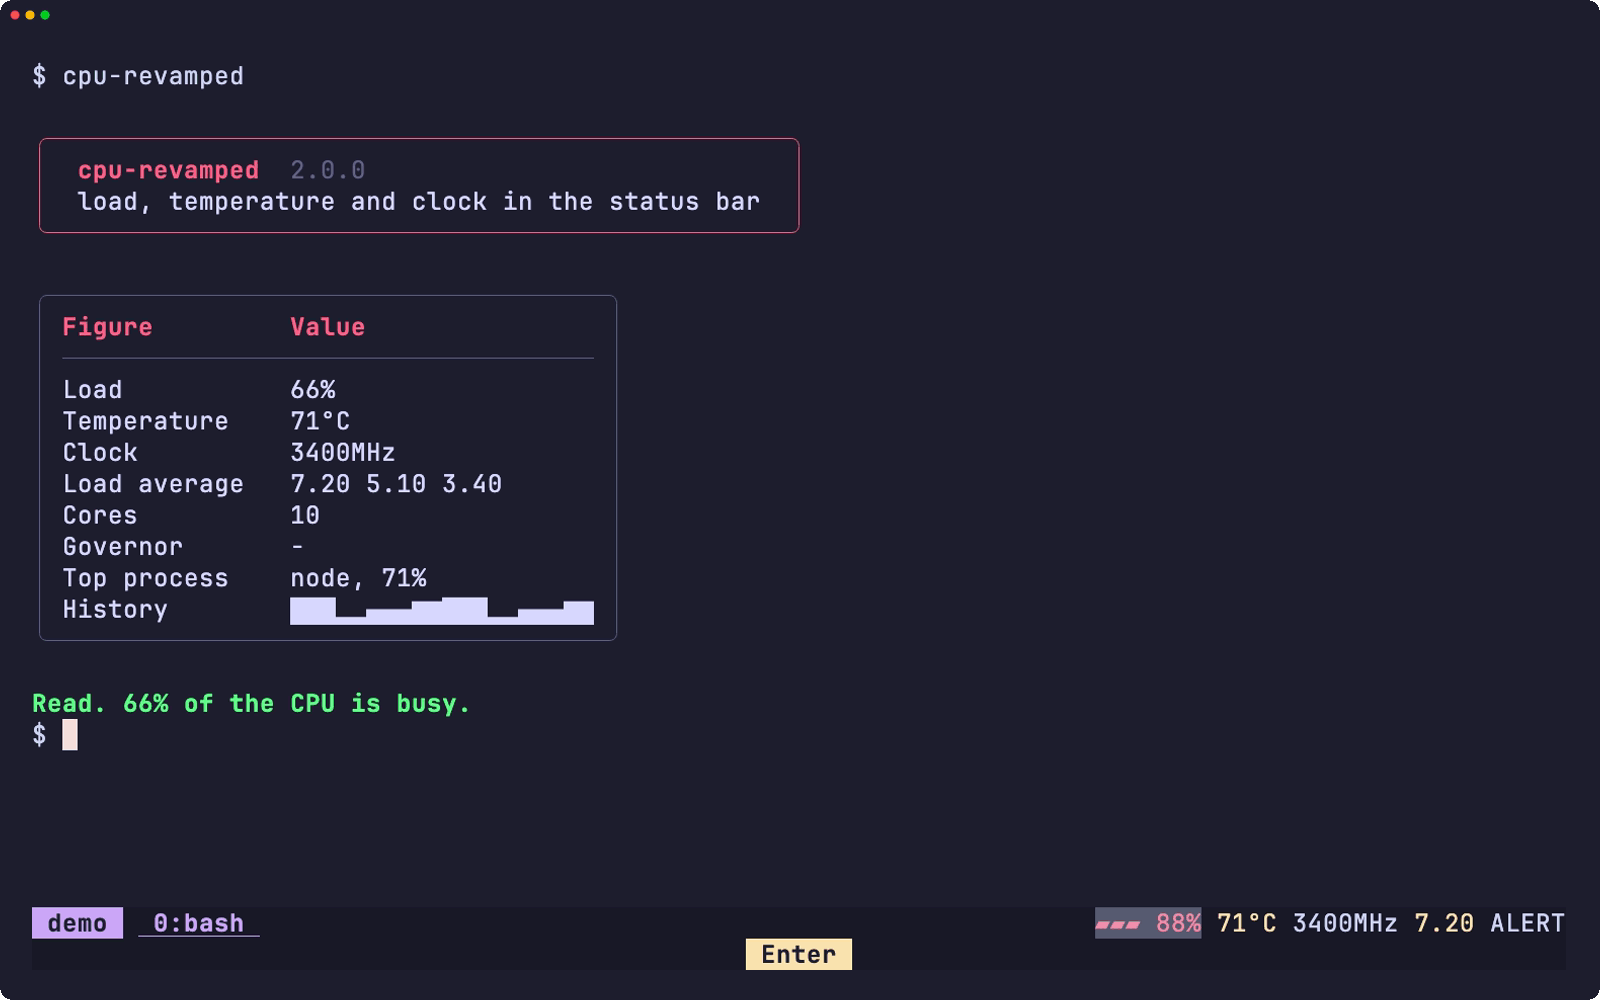 $ cpu-revamped
cpu-revamped 2.0.0
load, temperature and clock in the status bar
Figure Value
Load 66%
Temperature 71°C
Clock 3400MHz
Load average 7.20 5.10 3.40
Cores 10
Governor -
Top process node, 71%
History
Read. 66% of the CPU is busy.
$
demo 0:bash ▰▰▰ 88% 71°C 3400MHz 7.20 ALERT
Enter